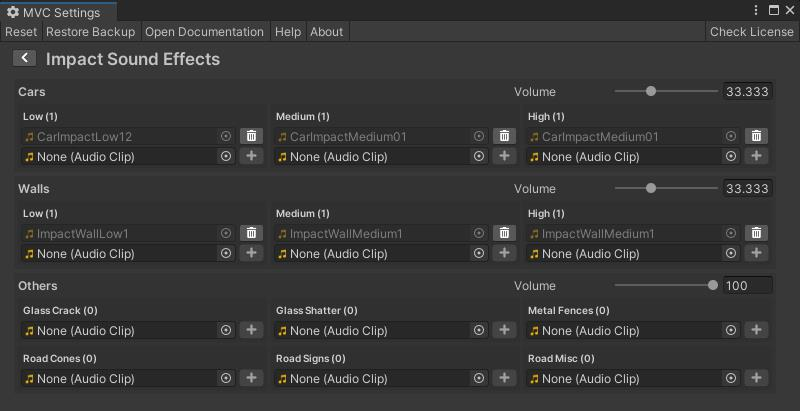 MVC Settings
Reset Restore Backup Open Documentation Help About Check License
Impact Sound Effects
Cars Volume 33.333
Low (1) Medium (1) High (1)
CarImpactLow12 CarImpactMedium01 CarImpactMedium01
None (Audio Clip) None (Audio Clip) None (Audio Clip)
Walls Volume 33.333
Low (1) Medium (1) High (1)
ImpactWallLow1 ImpactWallMedium1 ImpactWallMedium1
None (Audio Clip) None (Audio Clip) None (Audio Clip)
Others Volume 100
Glass Crack (0) Glass Shatter (0) Metal Fences (0)
None (Audio Clip) None (Audio Clip) None (Audio Clip)
Road Cones (0) Road Signs (0) Road Misc (0)
None (Audio Clip) None (Audio Clip) None (Audio Clip)